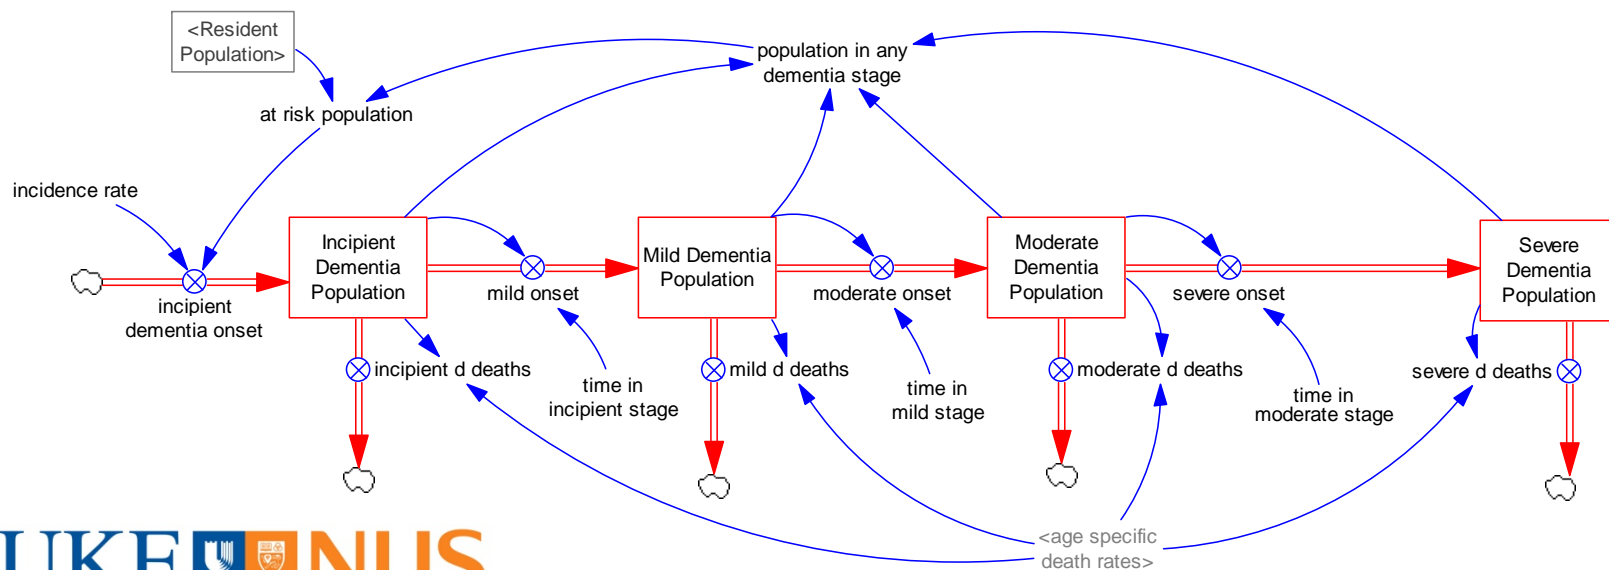 <Resident
Population>
population in any
dementia stage
at risk population
incidence rate
Incipient
Dementia
Population
Mild Dementia
Population
Moderate
Dementia
Population
Severe
Dementia
Population
incipient
dementia onset
mild onset
moderate onset
severe onset
incipient d deaths
mild d deaths
moderate d deaths
severe d deaths
time in
incipient stage
time in
mild stage
time in
moderate stage
<age specific
death rates>
UKE NUS